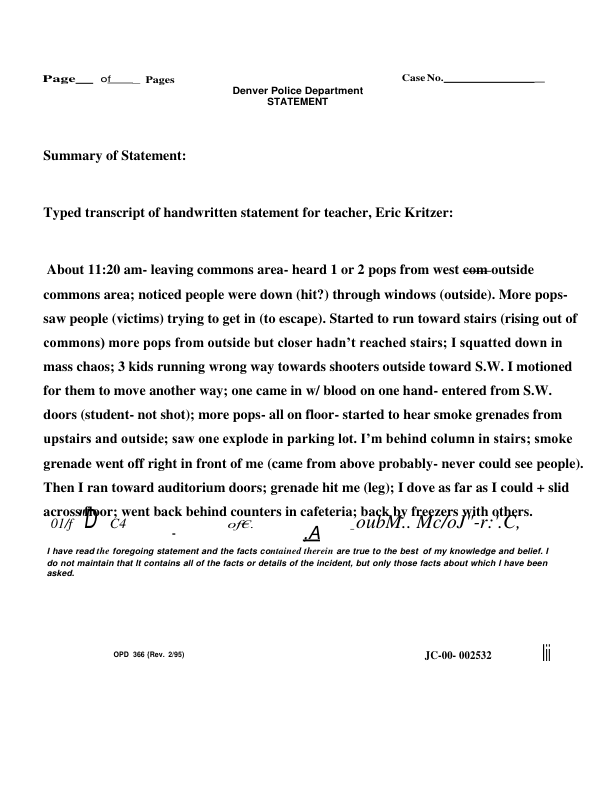 Page___ of_____ Pages Case No.__________________
Denver Police Department
STATEMENT
Summary of Statement:
Typed transcript of handwritten statement for teacher, Eric Kritzer:
About 11:20 am- leaving commons area- heard 1 or 2 pops from west com outside
commons area; noticed people were down (hit?) through windows (outside). More pops-
saw people (victims) trying to get in (to escape). Started to run toward stairs (rising out of
commons) more pops from outside but closer hadn't reached stairs; I squatted down in
mass chaos; 3 kids running wrong way towards shooters outside toward S.W. I motioned
for them to move another way; one came in w/ blood on one hand- entered from S.W.
doors (student- not shot); more pops- all on floor- started to hear smoke grenades from
upstairs and outside; saw one explode in parking lot. I'm behind column in stairs; smoke
grenade went off right in front of me (came from above probably- never could see people).
Then I ran toward auditorium doors; grenade hit me (leg); I dove as far as I could + slid
across floor; went back behind counters in cafeteria; back by freezers with others.
01/f D C4 - .A _oubM.. Mc/oJ"-r:'.C,
I have read the foregoing statement and the facts contained therein are true to the best of my knowledge and belief. I
do not maintain that It contains all of the facts or details of the incident, but only those facts about which I have been
asked.
OPD 366 (Rev. 2/95) JC-00- 002532